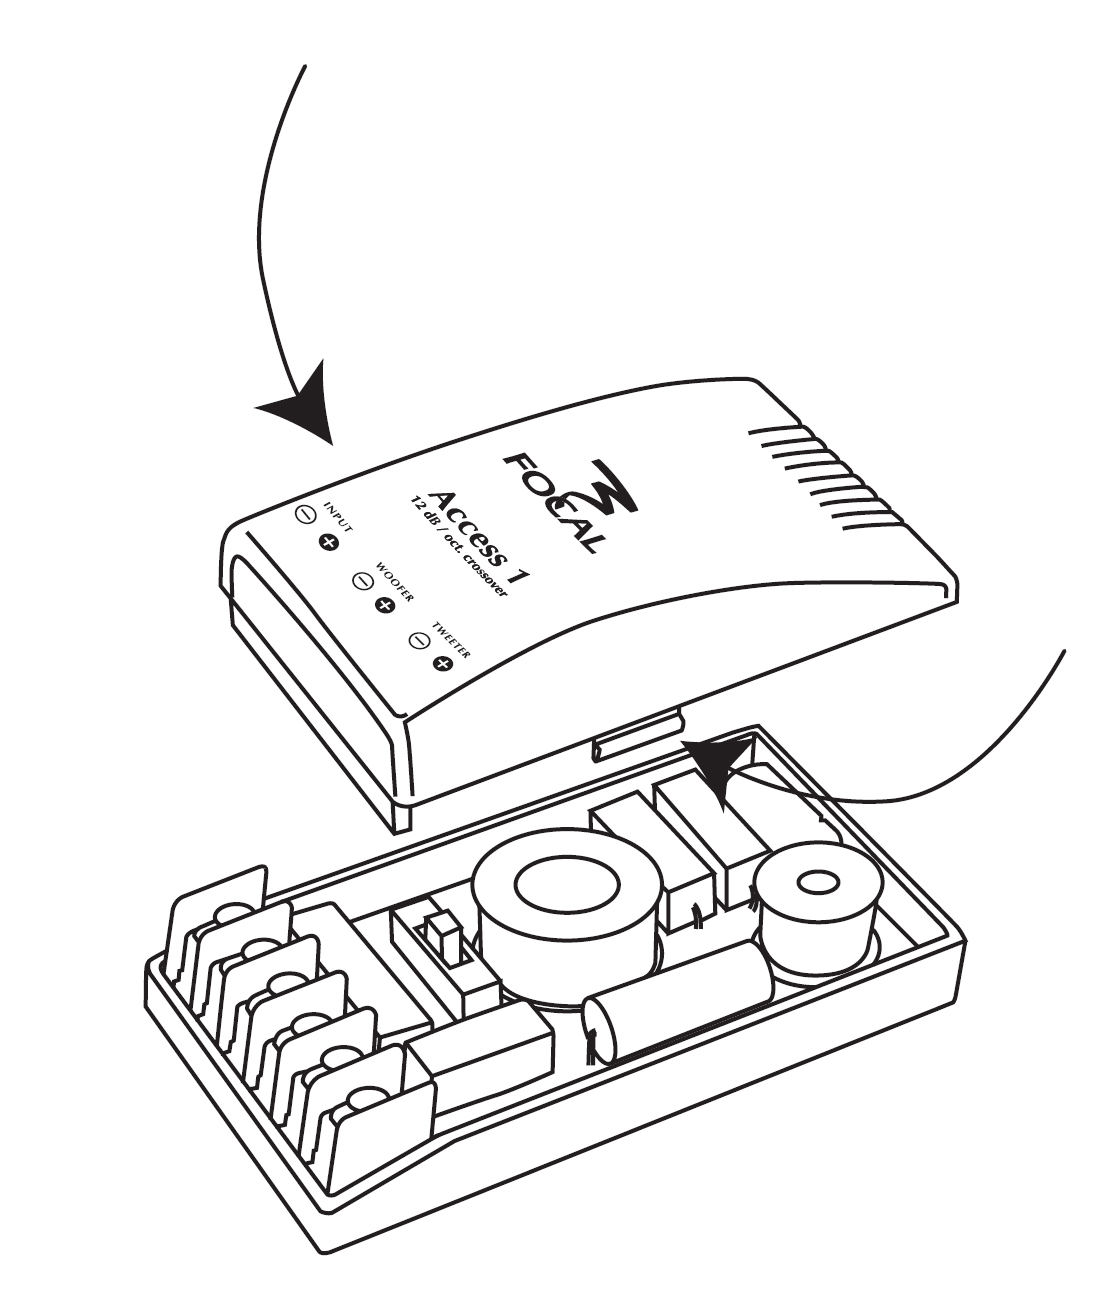 FOCAL
Access 1
12 dB / oct. crossover
INPUT
WOOFER
TWEETER